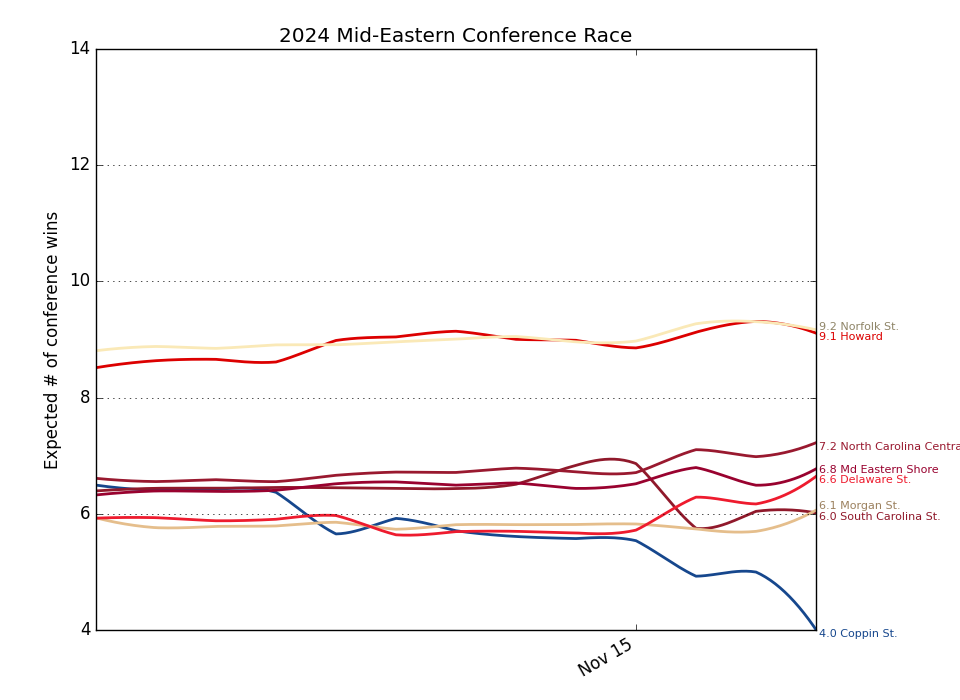 2024 Mid-Eastern Conference Race
14
12
10
8
6
4
Expected # of conference wins
Nov 15
9.2 Norfolk St.
9.1 Howard
7.2 North Carolina Centra
6.8 Md Eastern Shore
6.6 Delaware St.
6.1 Morgan St.
6.0 South Carolina St.
4.0 Coppin St.